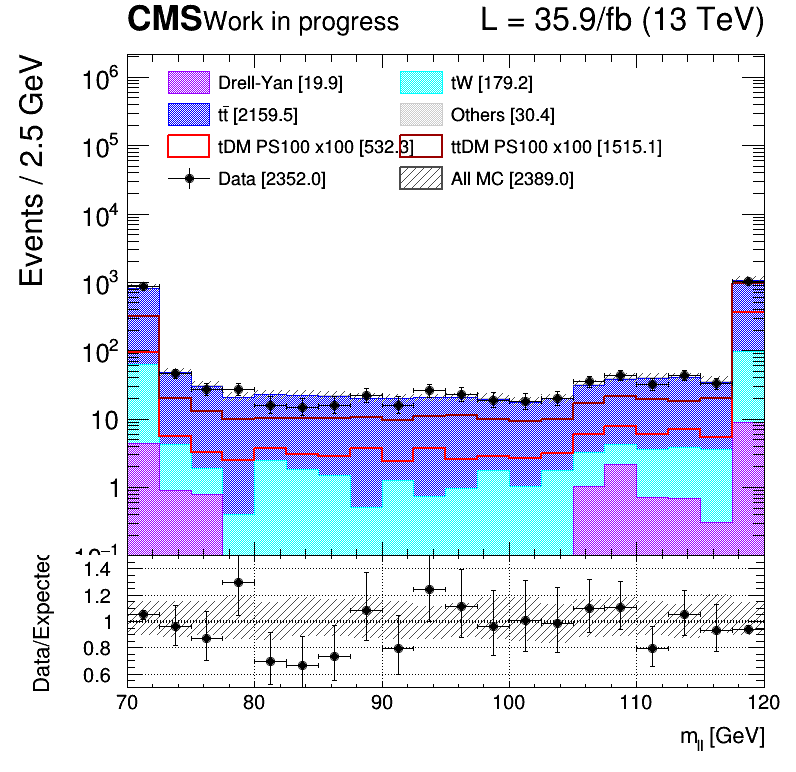 CMS Work in progress L = 35.9/fb (13 TeV)
Events / 2.5 GeV
10⁶
10⁵
10⁴
10³
10²
10
1
10⁻¹
Drell-Yan [19.9]
tW [179.2]
tt̄ [2159.5]
Others [30.4]
tDM PS100 x100 [532.3]
ttDM PS100 x100 [1515.1]
Data [2352.0]
All MC [2389.0]
Data/Expected
1.4
1.2
1
0.8
0.6
70 80 90 100 110 120
m_ll [GeV]